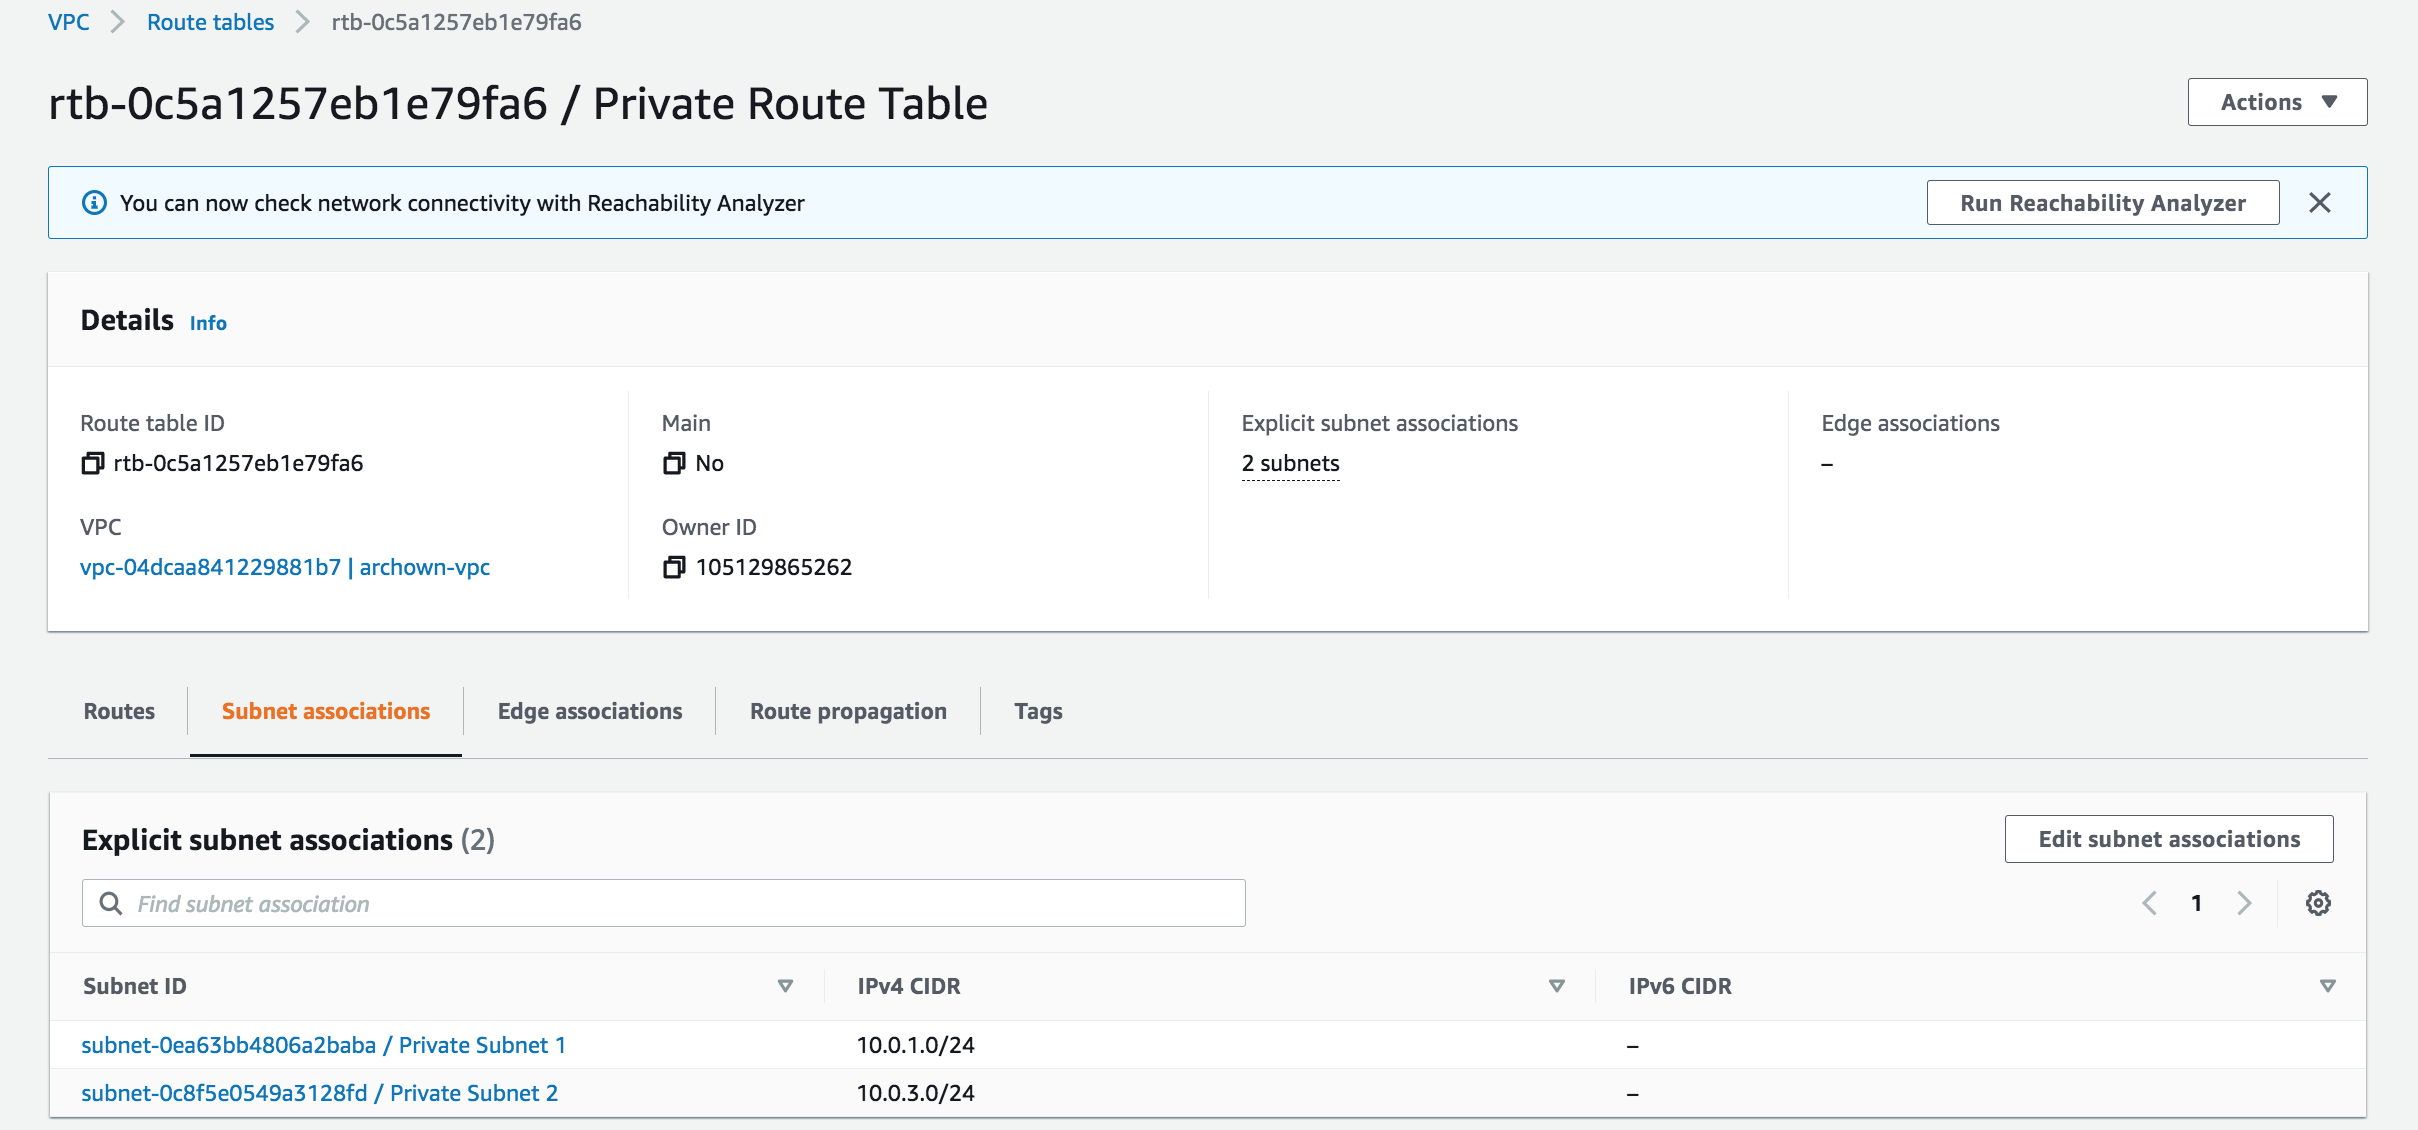 VPC > Route tables > rtb-0c5a1257eb1e79fa6
rtb-0c5a1257eb1e79fa6 / Private Route Table
Actions
You can now check network connectivity with Reachability Analyzer
Run Reachability Analyzer
Details Info
Route table ID
rtb-0c5a1257eb1e79fa6
Main
No
Explicit subnet associations
2 subnets
Edge associations
–
VPC
vpc-04dcaa841229881b7 | archown-vpc
Owner ID
105129865262
Routes
Subnet associations
Edge associations
Route propagation
Tags
Explicit subnet associations (2)
Edit subnet associations
Find subnet association
1
Subnet ID IPv4 CIDR IPv6 CIDR
subnet-0ea63bb4806a2baba / Private Subnet 1 10.0.1.0/24 –
subnet-0c8f5e0549a3128fd / Private Subnet 2 10.0.3.0/24 –